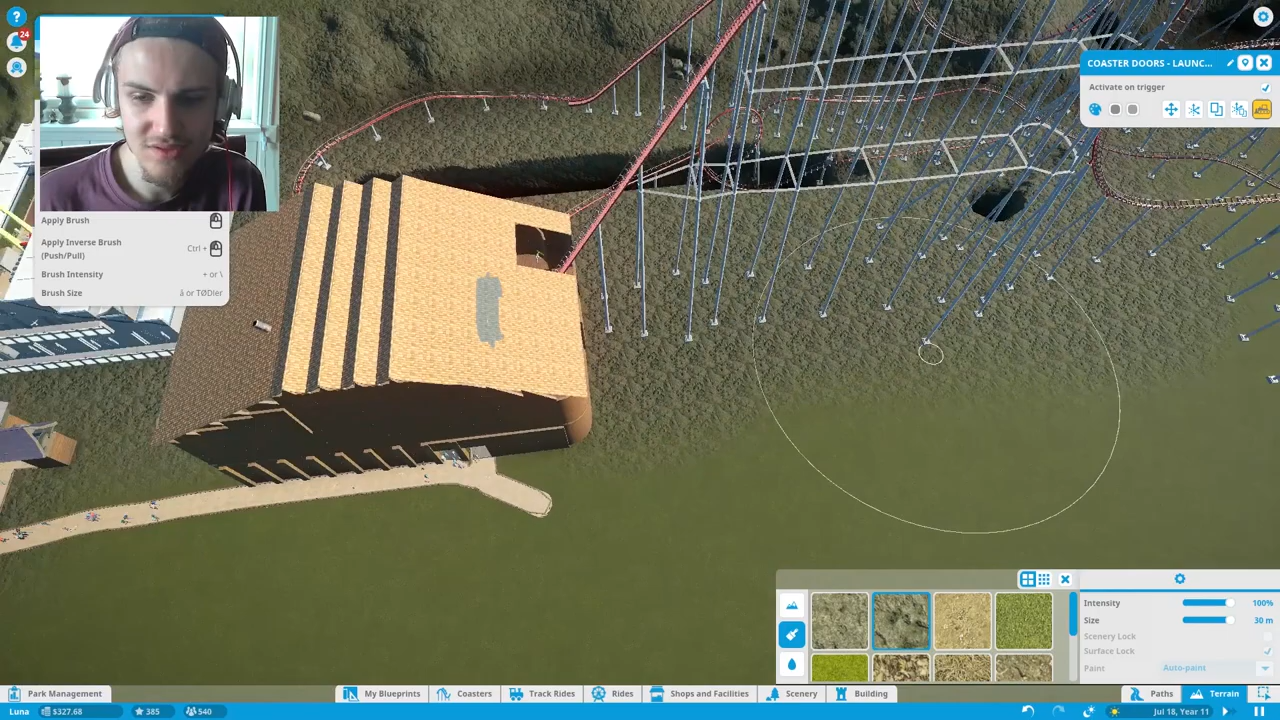 ?
24
Apply Brush
Apply Inverse Brush
(Push/Pull)
Ctrl +
Brush Intensity
+ or \
Brush Size
å or TØDler
COASTER DOORS - LAUNC...
Activate on trigger
Intensity
100%
Size
30 m
Scenery Lock
Surface Lock
Paint
Auto-paint
Park Management
My Blueprints
Coasters
Track Rides
Rides
Shops and Facilities
Scenery
Building
Paths
Terrain
Luna
$327.68
385
540
Jul 18, Year 11